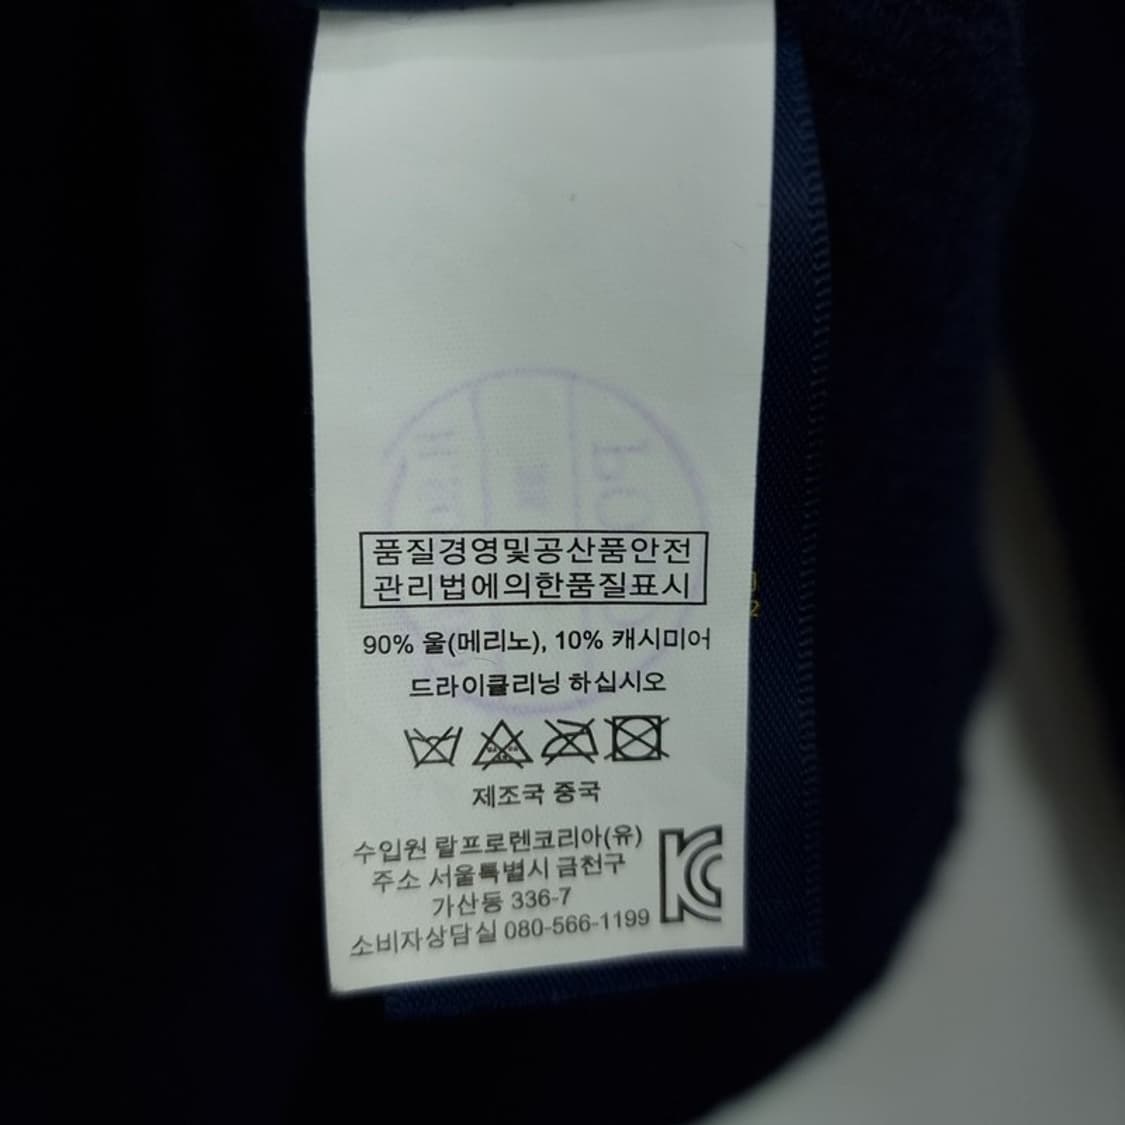 품질경영및공산품안전
관리법에의한품질표시
90% 울(메리노), 10% 캐시미어
드라이클리닝 하십시오
제조국 중국
수입원 랄프로렌코리아(유)
주소 서울특별시 금천구
가산동 336-7
소비자상담실 080-566-1199